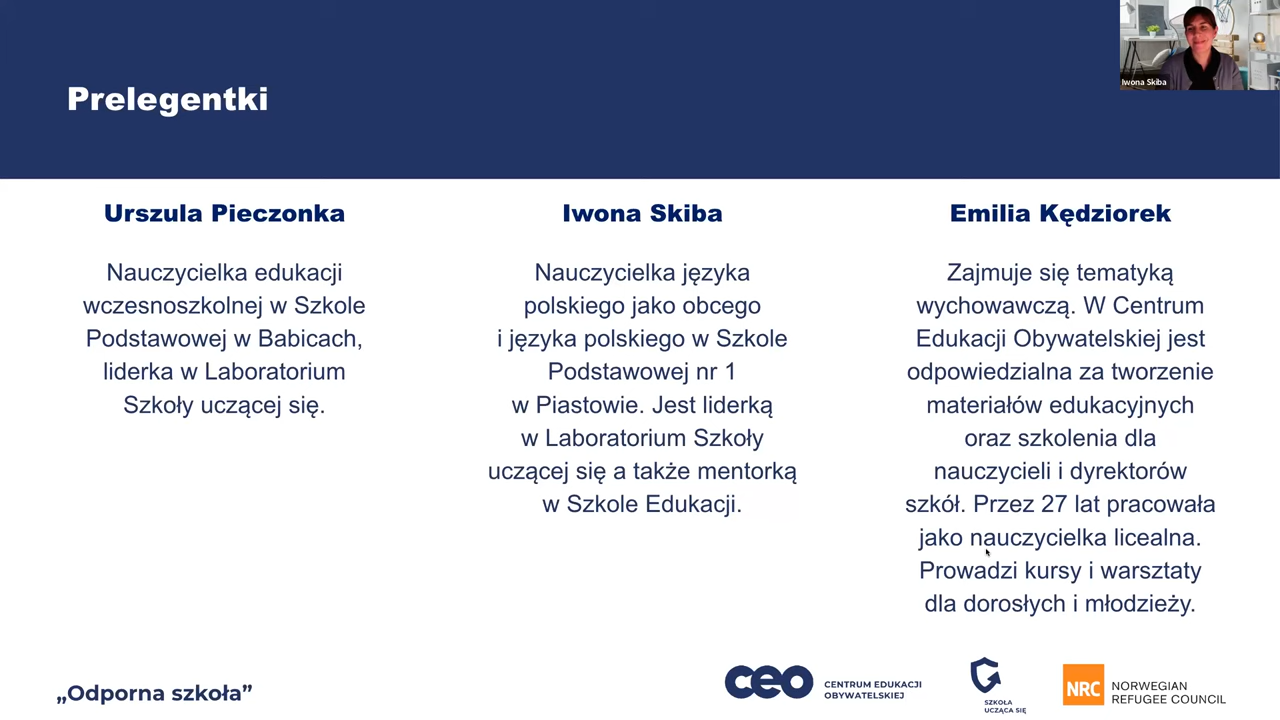 Prelegentki
Iwona Skiba
Urszula Pieczonka
Nauczycielka edukacji
wczesnoszkolnej w Szkole
Podstawowej w Babicach,
liderka w Laboratorium
Szkoły uczącej się.
Iwona Skiba
Nauczycielka języka
polskiego jako obcego
i języka polskiego w Szkole
Podstawowej nr 1
w Piastowie. Jest liderką
w Laboratorium Szkoły
uczącej się a także mentorką
w Szkole Edukacji.
Emilia Kędziorek
Zajmuje się tematyką
wychowawczą. W Centrum
Edukacji Obywatelskiej jest
odpowiedzialna za tworzenie
materiałów edukacyjnych
oraz szkolenia dla
nauczycieli i dyrektorów
szkół. Przez 27 lat pracowała
jako nauczycielka licealna.
Prowadzi kursy i warsztaty
dla dorosłych i młodzieży.
„Odporna szkoła”
ceo
CENTRUM EDUKACJI
OBYWATELSKIEJ
SZKOŁA
UCZĄCA SIĘ
NRC
NORWEGIAN
REFUGEE COUNCIL